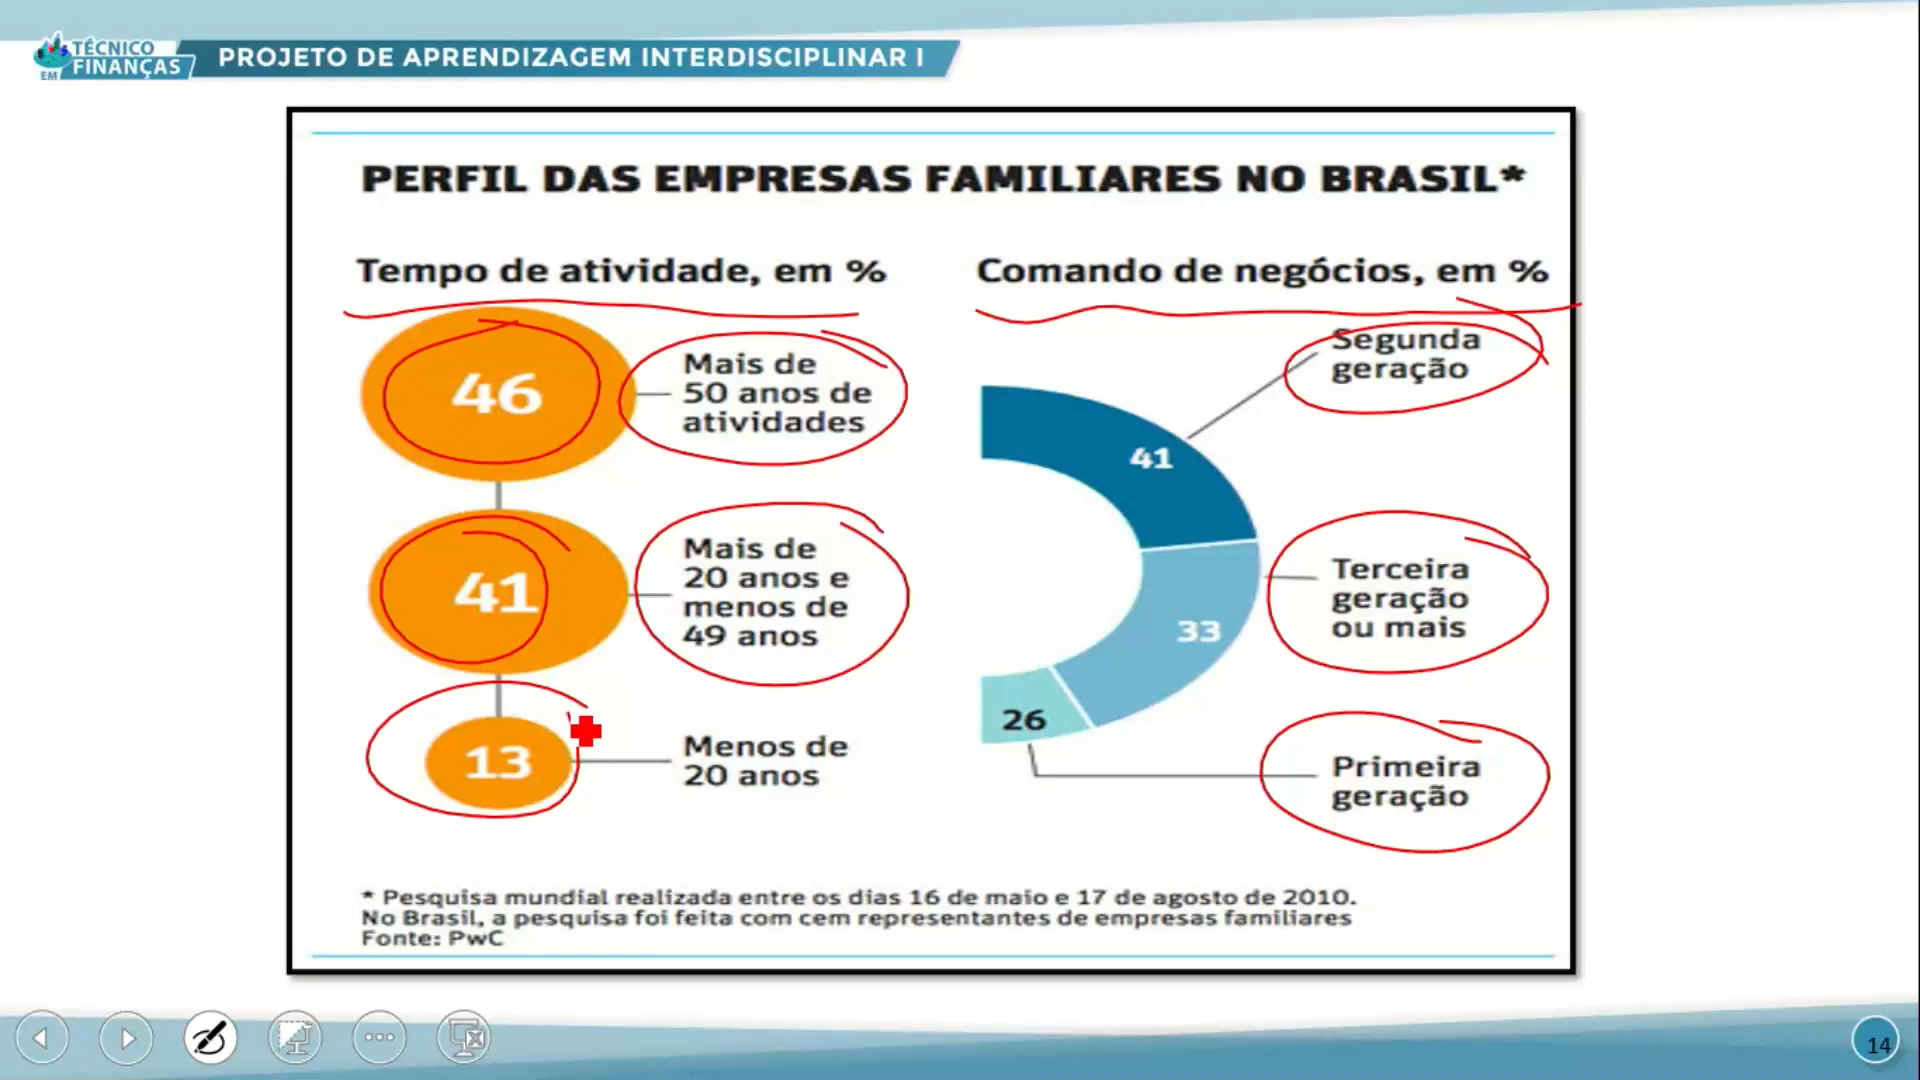 TÉCNICO
EM FINANÇAS
PROJETO DE APRENDIZAGEM INTERDISCIPLINAR I
PERFIL DAS EMPRESAS FAMILIARES NO BRASIL*
Tempo de atividade, em %
46
Mais de
50 anos de
atividades
41
Mais de
20 anos e
menos de
49 anos
13
Menos de
20 anos
Comando de negócios, em %
Segunda
geração
41
Terceira
geração
ou mais
33
26
Primeira
geração
* Pesquisa mundial realizada entre os dias 16 de maio e 17 de agosto de 2010.
No Brasil, a pesquisa foi feita com cem representantes de empresas familiares
Fonte: PwC
14